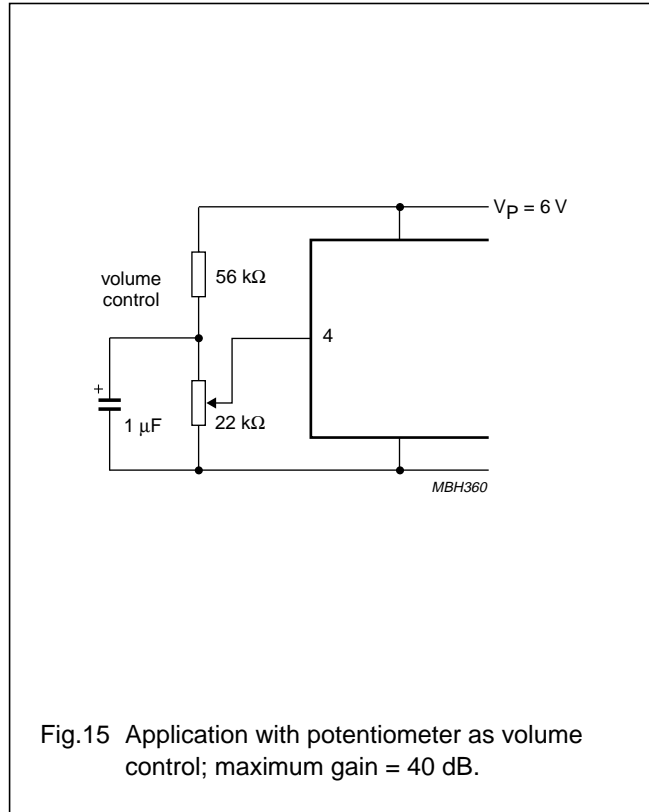 V_P = 6 V
volume
control
56 kΩ
4
+
1 μF
22 kΩ
MBH360
Fig.15 Application with potentiometer as volume
control; maximum gain = 40 dB.